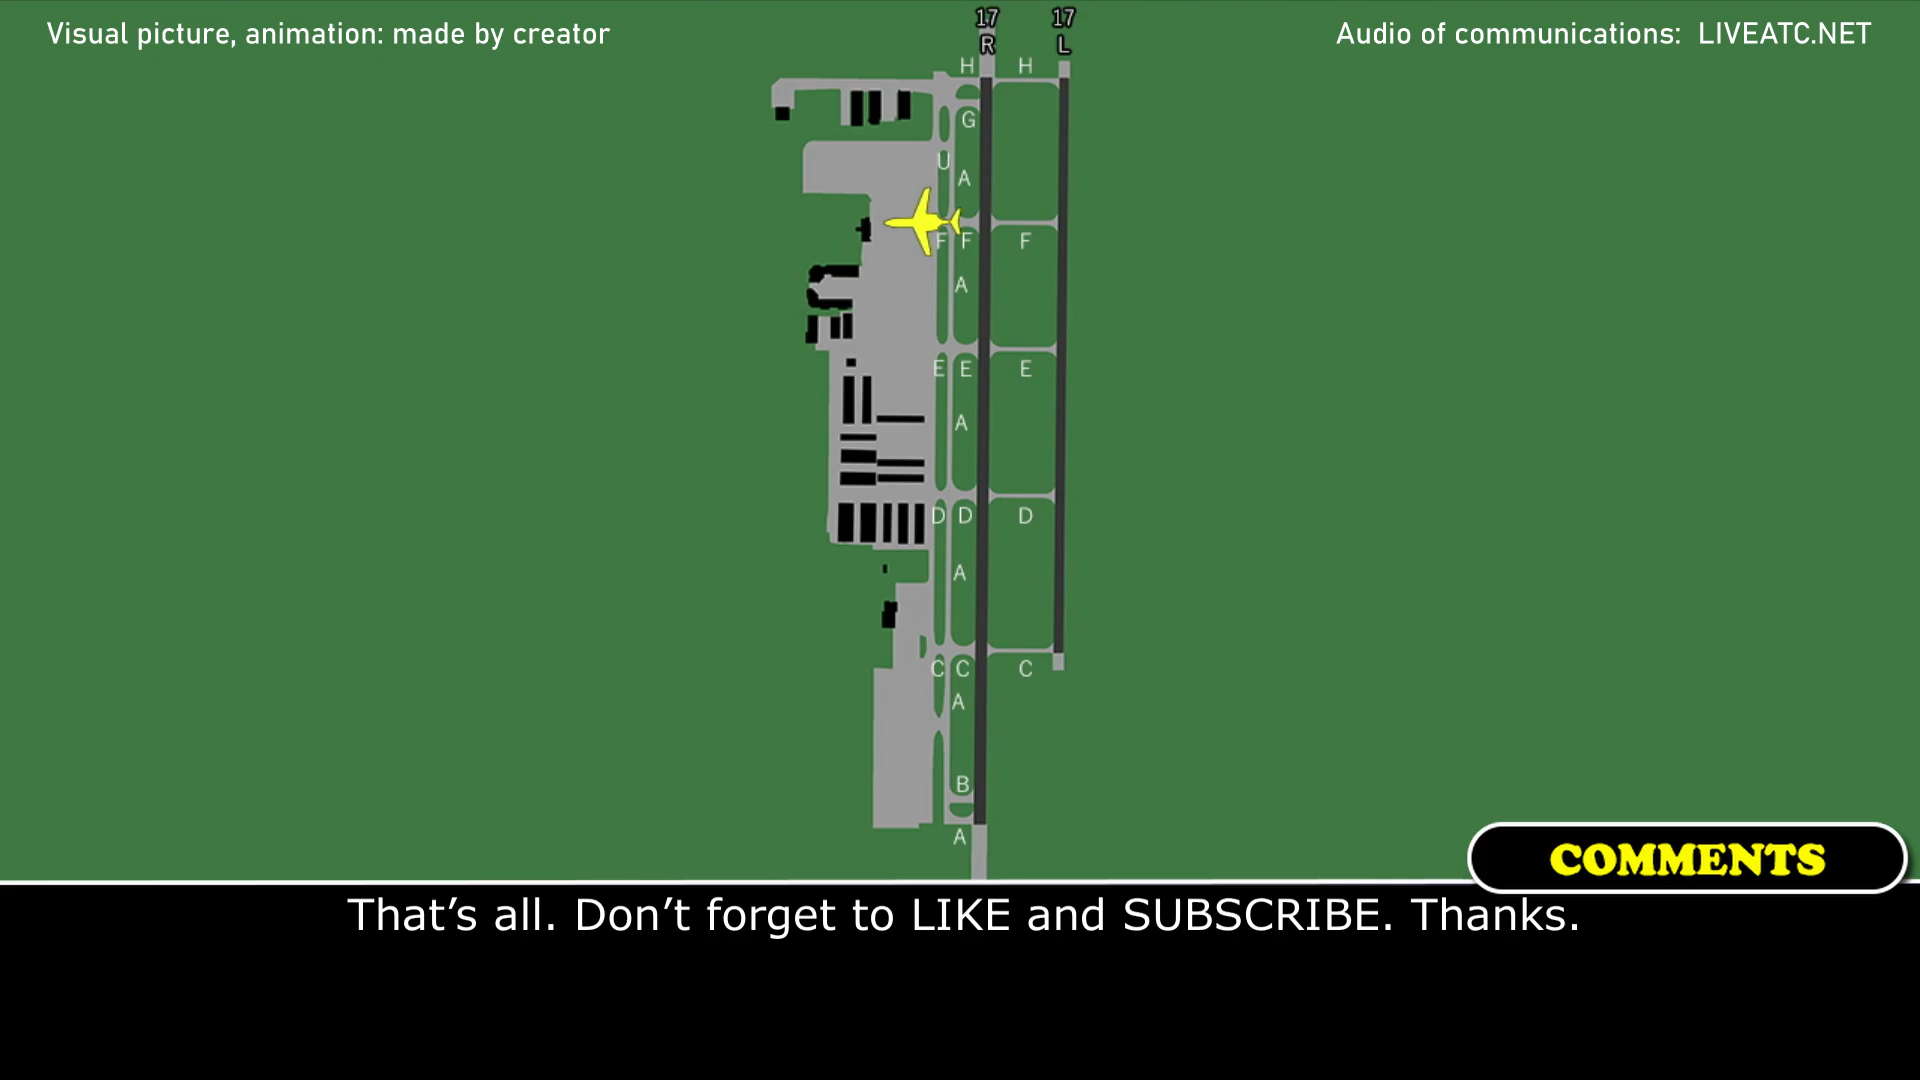 Visual picture, animation: made by creator
Audio of communications: LIVEATC.NET
17 17
R L
H H
G
U
A
F F F
A
E E E
A
D D D
A
C C C
A
B
A
COMMENTS
That's all. Don't forget to LIKE and SUBSCRIBE. Thanks.